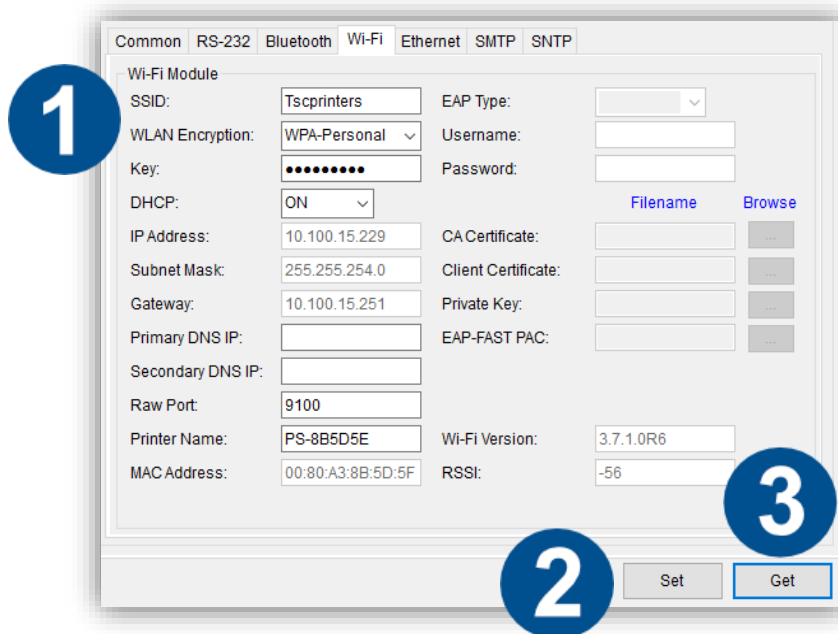 Common RS-232 Bluetooth Wi-Fi Ethernet SMTP SNTP
Wi-Fi Module
1
SSID: Tscprinters EAP Type:
WLAN Encryption: WPA-Personal Username:
Key: ●●●●●●●●● Password:
DHCP: ON Filename Browse
IP Address: 10.100.15.229 CA Certificate: ...
Subnet Mask: 255.255.254.0 Client Certificate: ...
Gateway: 10.100.15.251 Private Key: ...
Primary DNS IP: EAP-FAST PAC: ...
Secondary DNS IP:
Raw Port: 9100
Printer Name: PS-8B5D5E Wi-Fi Version: 3.7.1.0R6
MAC Address: 00:80:A3:8B:5D:5F RSSI: -56
3
2
Set Get